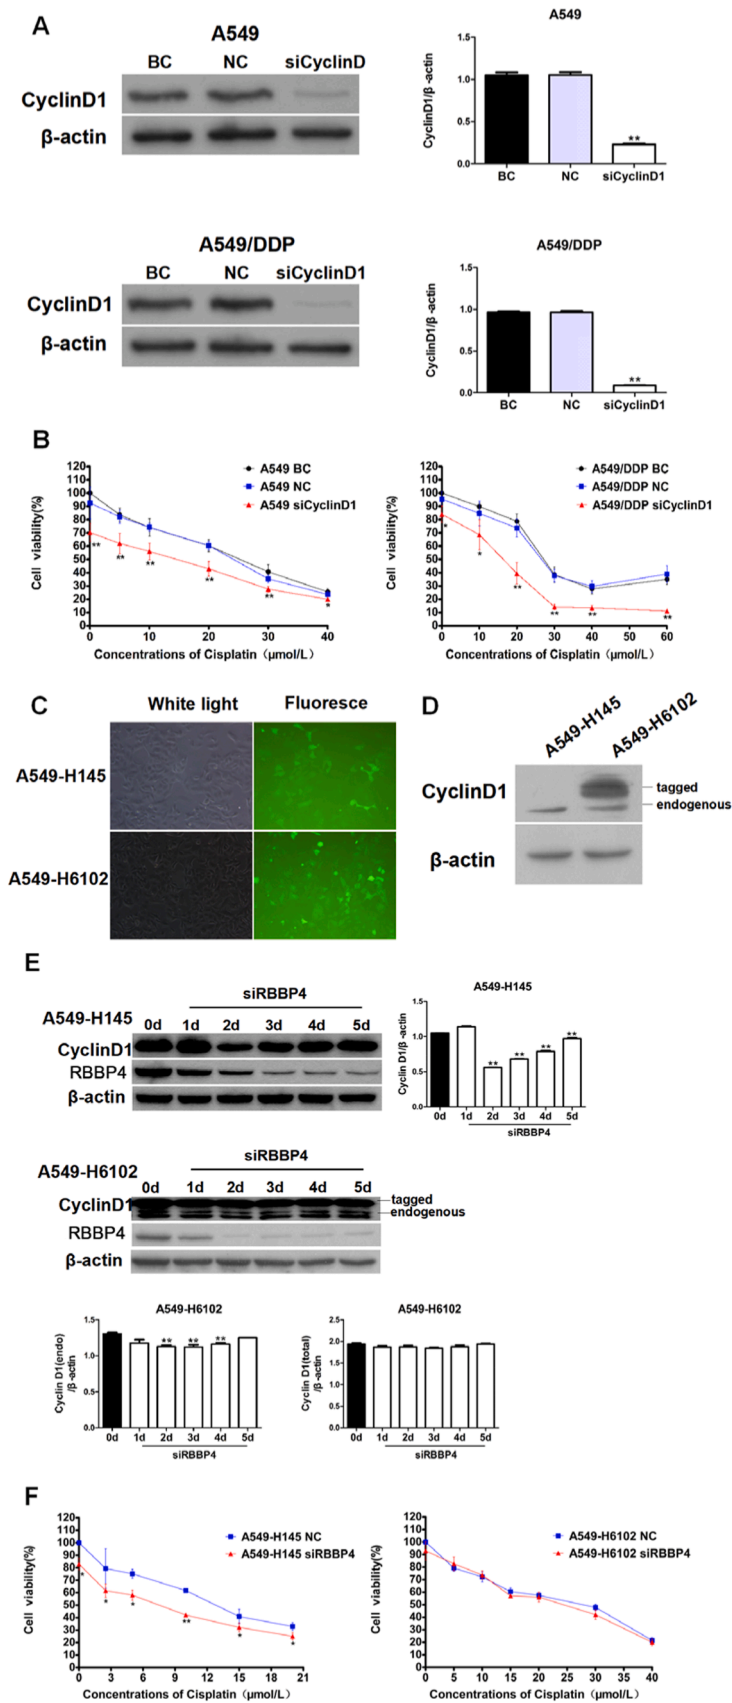 A
A549
BC NC siCyclinD
CyclinD1
β-actin
A549
CyclinD1/β -actin
1.5
1.0
0.5
0.0
BC NC siCyclinD1
**
A549/DDP
BC NC siCyclinD1
CyclinD1
β-actin
A549/DDP
CyclinD1/β -actin
1.5
1.0
0.5
0.0
BC NC siCyclinD1
**
B
Cell viability(%)
120
110
100
90
80
70
60
50
40
30
20
10
0
A549 BC
A549 NC
A549 siCyclinD1
** ** ** ** ** *
0 10 20 30 40
Concentrations of Cisplatin（μmol/L）
Cell viability(%)
120
110
100
90
80
70
60
50
40
30
20
10
0
A549/DDP BC
A549/DDP NC
A549/DDP siCyclinD1
* * ** ** ** **
0 10 20 30 40 50 60
Concentrations of Cisplatin（μmol/L）
C
White light Fluoresce
A549-H145
A549-H6102
D
A549-H145
A549-H6102
CyclinD1
tagged
endogenous
β-actin
E
siRBBP4
A549-H145 0d 1d 2d 3d 4d 5d
CyclinD1
RBBP4
β-actin
A549-H145
Cyclin D1/β -actin
1.5
1.0
0.5
0.0
** ** ** **
0d 1d 2d 3d 4d 5d
siRBBP4
siRBBP4
A549-H6102
0d 1d 2d 3d 4d 5d
CyclinD1
tagged
endogenous
RBBP4
β-actin
A549-H6102
Cyclin D1(endo)
/β -actin
1.5
1.0
0.5
0.0
** ** **
0d 1d 2d 3d 4d 5d
siRBBP4
A549-H6102
Cyclin D1(total)
/β -actin
2.5
2.0
1.5
1.0
0.5
0.0
0d 1d 2d 3d 4d 5d
siRBBP4
F
Cell viability(%)
120
110
100
90
80
70
60
50
40
30
20
10
0
A549-H145 NC
A549-H145 siRBBP4
* * * ** * *
0 3 6 9 12 15 18 21
Concentrations of Cisplatin（μmol/L）
Cell viability(%)
120
110
100
90
80
70
60
50
40
30
20
10
0
A549-H6102 NC
A549-H6102 siRBBP4
0 5 10 15 20 25 30 35 40
Concentrations of Cisplatin（μmol/L）